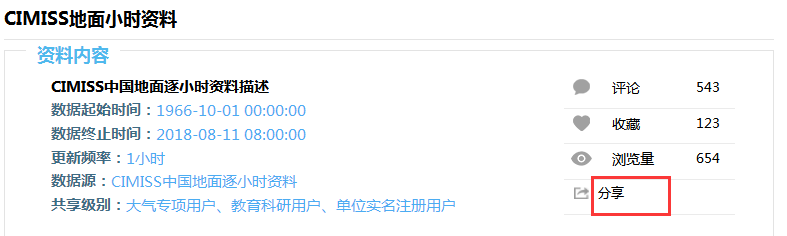 CIMISS地面小时资料
资料内容
CIMISS中国地面逐小时资料描述
数据起始时间：1966-10-01 00:00:00
数据终止时间：2018-08-11 08:00:00
更新频率：1小时
数据源：CIMISS中国地面逐小时资料
共享级别：大气专项用户、教育科研用户、单位实名注册用户
评论 543
收藏 123
浏览量 654
分享